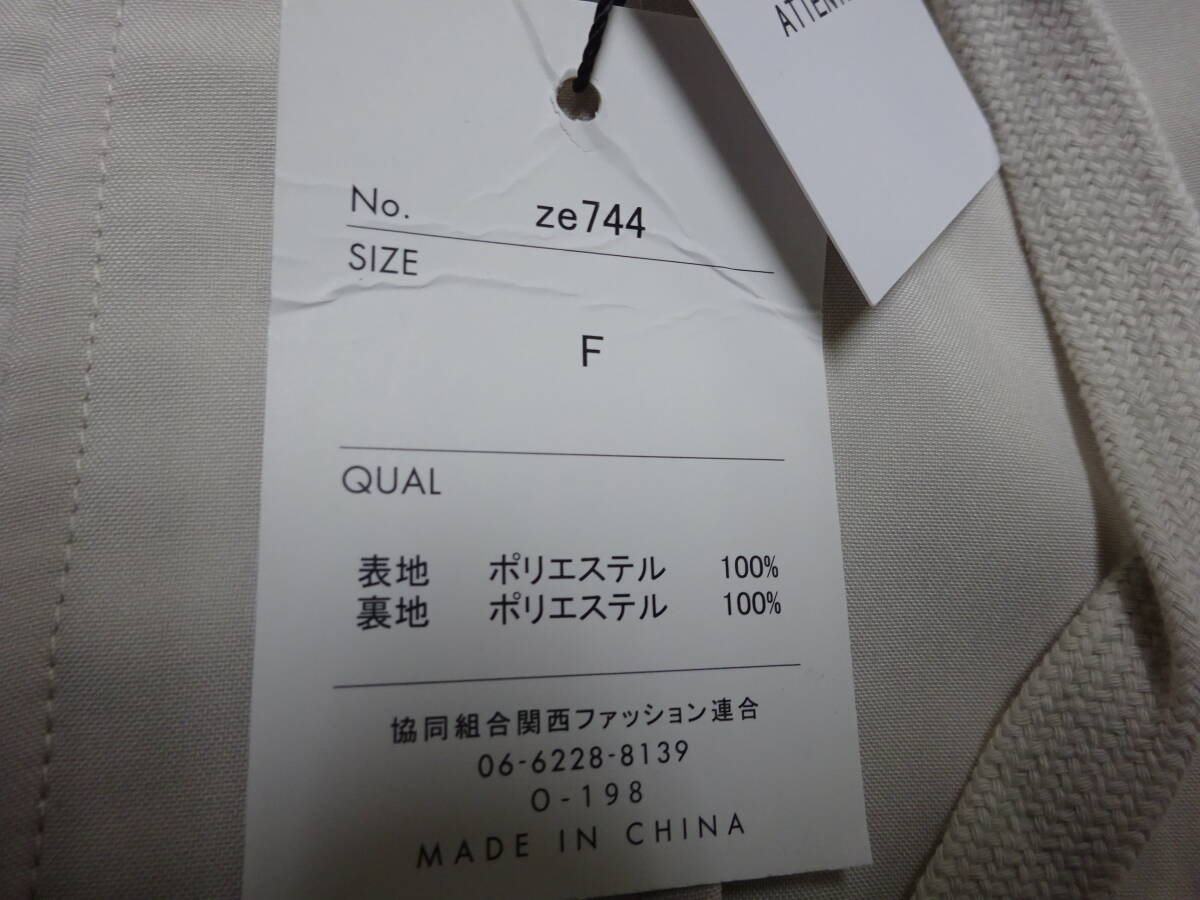 No. ze744
SIZE
F
QUAL
表地 ポリエステル 100%
裏地 ポリエステル 100%
協同組合関西ファッション連合
06-6228-8139
O-198
MADE IN CHINA